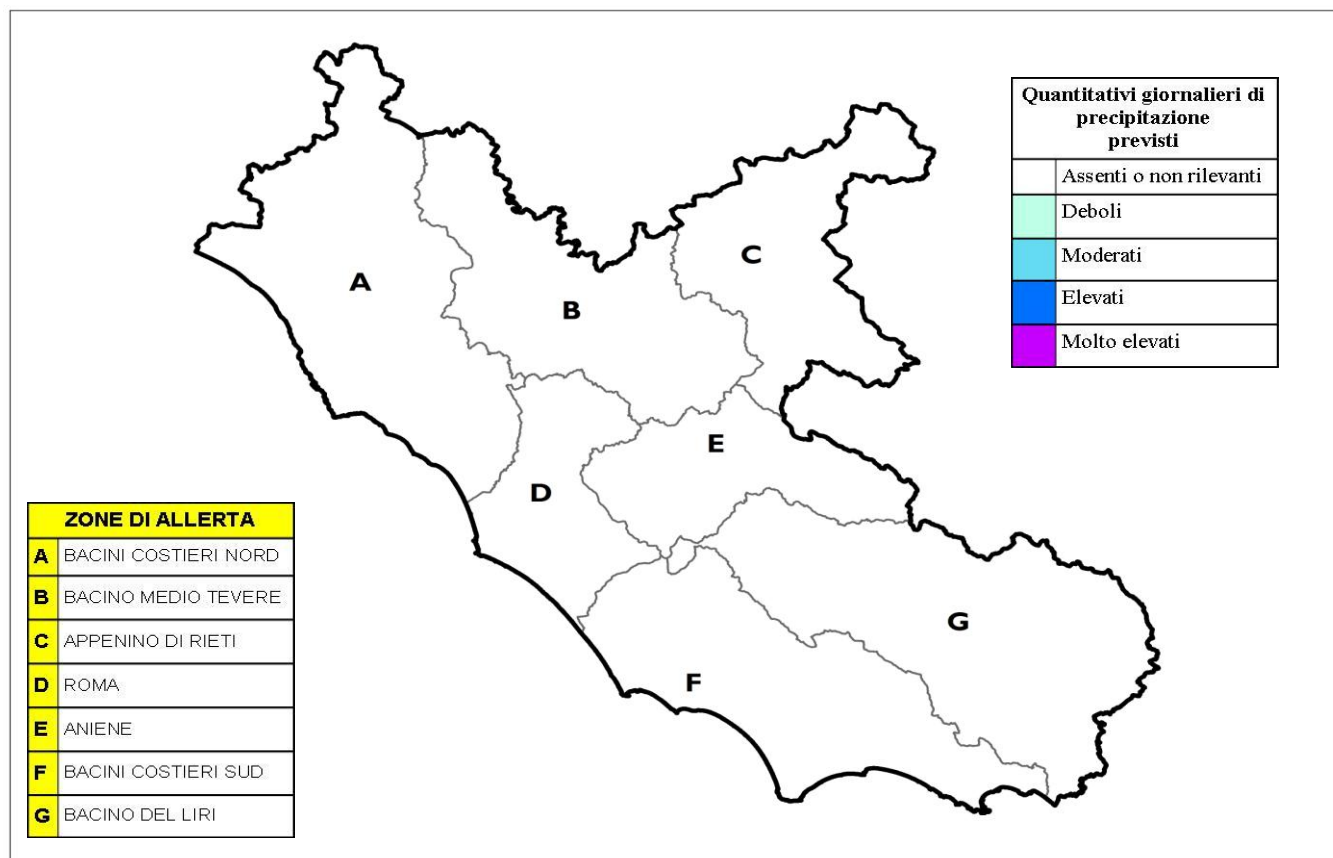 Quantitativi giornalieri di
precipitazione
previsti
Assenti o non rilevanti
Deboli
Moderati
Elevati
Molto elevati
A
B
C
D
E
F
G
ZONE DI ALLERTA
A BACINI COSTIERI NORD
B BACINO MEDIO TEVERE
C APPENINO DI RIETI
D ROMA
E ANIENE
F BACINI COSTIERI SUD
G BACINO DEL LIRI